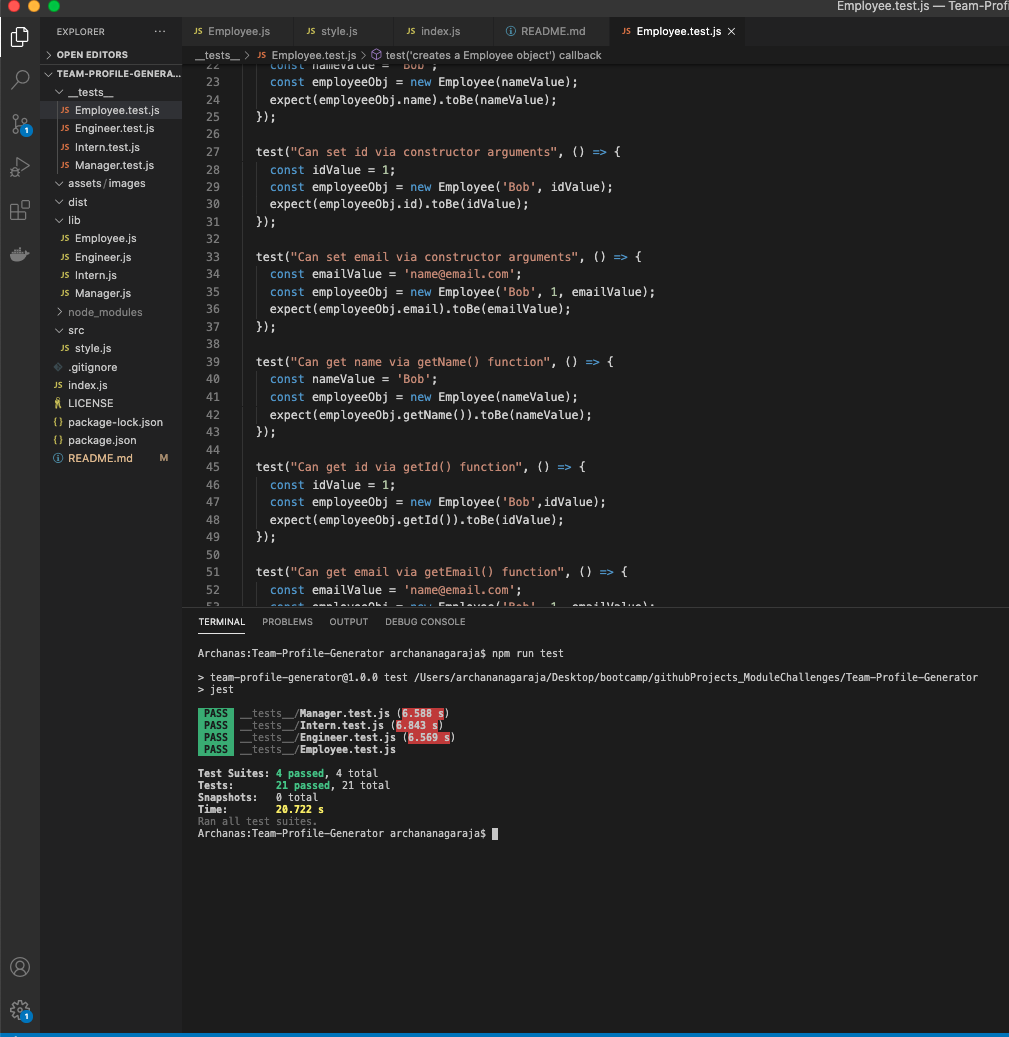 Employee.test.js — Team-Profi
EXPLORER ···
Employee.js
style.js
index.js
README.md
Employee.test.js
OPEN EDITORS
TEAM-PROFILE-GENERA...
__tests__
Employee.test.js
Engineer.test.js
Intern.test.js
Manager.test.js
assets/images
dist
lib
Employee.js
Engineer.js
Intern.js
Manager.js
node_modules
src
style.js
.gitignore
index.js
LICENSE
package-lock.json
package.json
README.md M
1
1
__tests__ > JS Employee.test.js > test('creates a Employee object') callback
22 const nameValue = 'Bob';
23 const employeeObj = new Employee(nameValue);
24 expect(employeeObj.name).toBe(nameValue);
25 });
26
27 test("Can set id via constructor arguments", () => {
28 const idValue = 1;
29 const employeeObj = new Employee('Bob', idValue);
30 expect(employeeObj.id).toBe(idValue);
31 });
32
33 test("Can set email via constructor arguments", () => {
34 const emailValue = 'name@email.com';
35 const employeeObj = new Employee('Bob', 1, emailValue);
36 expect(employeeObj.email).toBe(emailValue);
37 });
38
39 test("Can get name via getName() function", () => {
40 const nameValue = 'Bob';
41 const employeeObj = new Employee(nameValue);
42 expect(employeeObj.getName()).toBe(nameValue);
43 });
44
45 test("Can get id via getId() function", () => {
46 const idValue = 1;
47 const employeeObj = new Employee('Bob',idValue);
48 expect(employeeObj.getId()).toBe(idValue);
49 });
50
51 test("Can get email via getEmail() function", () => {
52 const emailValue = 'name@email.com';
53 const employeeObj = new Employee('Bob', 1, emailValue);
TERMINAL PROBLEMS OUTPUT DEBUG CONSOLE
Archanas:Team-Profile-Generator archananagaraja$ npm run test
> team-profile-generator@1.0.0 test /Users/archananagaraja/Desktop/bootcamp/githubProjects_ModuleChallenges/Team-Profile-Generator
> jest
PASS __tests__/Manager.test.js (6.588 s)
PASS __tests__/Intern.test.js (6.843 s)
PASS __tests__/Engineer.test.js (6.569 s)
PASS __tests__/Employee.test.js
Test Suites: 4 passed, 4 total
Tests: 21 passed, 21 total
Snapshots: 0 total
Time: 20.722 s
Ran all test suites.
Archanas:Team-Profile-Generator archananagaraja$